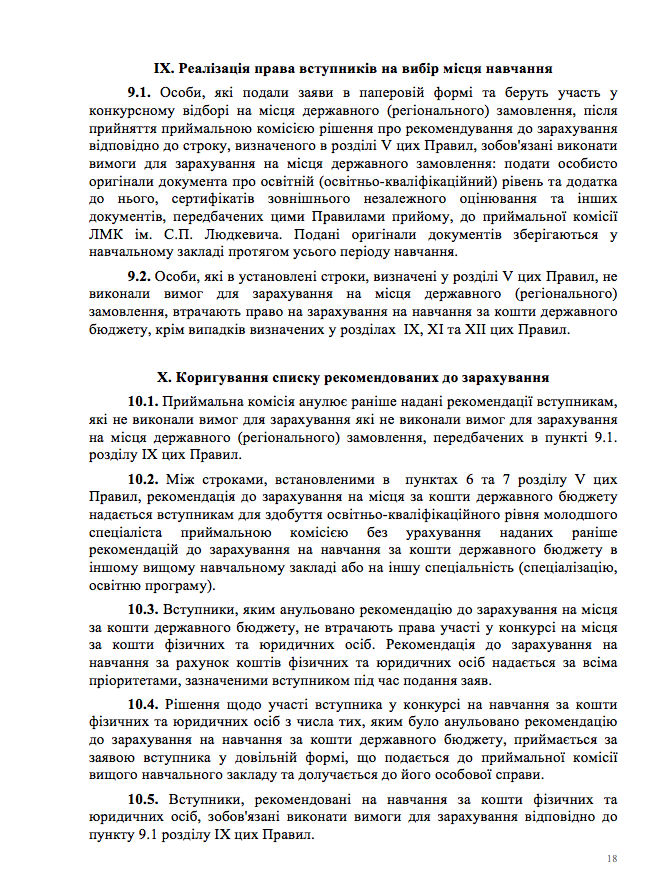 IX. Реалізація права вступників на вибір місця навчання
9.1. Особи, які подали заяви в паперовій формі та беруть участь у
конкурсному відборі на місця державного (регіонального) замовлення, після
прийняття приймальною комісією рішення про рекомендування до зарахування
відповідно до строку, визначеного в розділі V цих Правил, зобов'язані виконати
вимоги для зарахування на місця державного замовлення: подати особисто
оригінали документа про освітній (освітньо-кваліфікаційний) рівень та додатка
до нього, сертифікатів зовнішнього незалежного оцінювання та інших
документів, передбачених цими Правилами прийому, до приймальної комісії
ЛМК ім. С.П. Людкевича. Подані оригінали документів зберігаються у
навчальному закладі протягом усього періоду навчання.
9.2. Особи, які в установлені строки, визначені у розділі V цих Правил, не
виконали вимог для зарахування на місця державного (регіонального)
замовлення, втрачають право на зарахування на навчання за кошти державного
бюджету, крім випадків визначених у розділах  IX, XI та XII цих Правил.
X. Коригування списку рекомендованих до зарахування
10.1. Приймальна комісія анулює раніше надані рекомендації вступникам,
які не виконали вимог для зарахування які не виконали вимог для зарахування
на місця державного (регіонального) замовлення, передбачених в пункті 9.1.
розділу IX цих Правил.
10.2. Між строками, встановленими в  пунктах 6 та 7 розділу V цих
Правил, рекомендація до зарахування на місця за кошти державного бюджету
надається вступникам для здобуття освітньо-кваліфікаційного рівня молодшого
спеціаліста приймальною комісією без урахування наданих раніше
рекомендацій до зарахування на навчання за кошти державного бюджету в
іншому вищому навчальному закладі або на іншу спеціальність (спеціалізацію,
освітню програму).
10.3. Вступники, яким анульовано рекомендацію до зарахування на місця
за кошти державного бюджету, не втрачають права участі у конкурсі на місця
за кошти фізичних та юридичних осіб. Рекомендація до зарахування на
навчання за рахунок коштів фізичних та юридичних осіб надається за всіма
пріоритетами, зазначеними вступником під час подання заяв.
10.4. Рішення щодо участі вступника у конкурсі на навчання за кошти
фізичних та юридичних осіб з числа тих, яким було анульовано рекомендацію
до зарахування на навчання за кошти державного бюджету, приймається за
заявою вступника у довільній формі, що подається до приймальної комісії
вищого навчального закладу та долучається до його особової справи.
10.5. Вступники, рекомендовані на навчання за кошти фізичних та
юридичних осіб, зобов'язані виконати вимоги для зарахування відповідно до
пункту 9.1 розділу IX цих Правил.
18